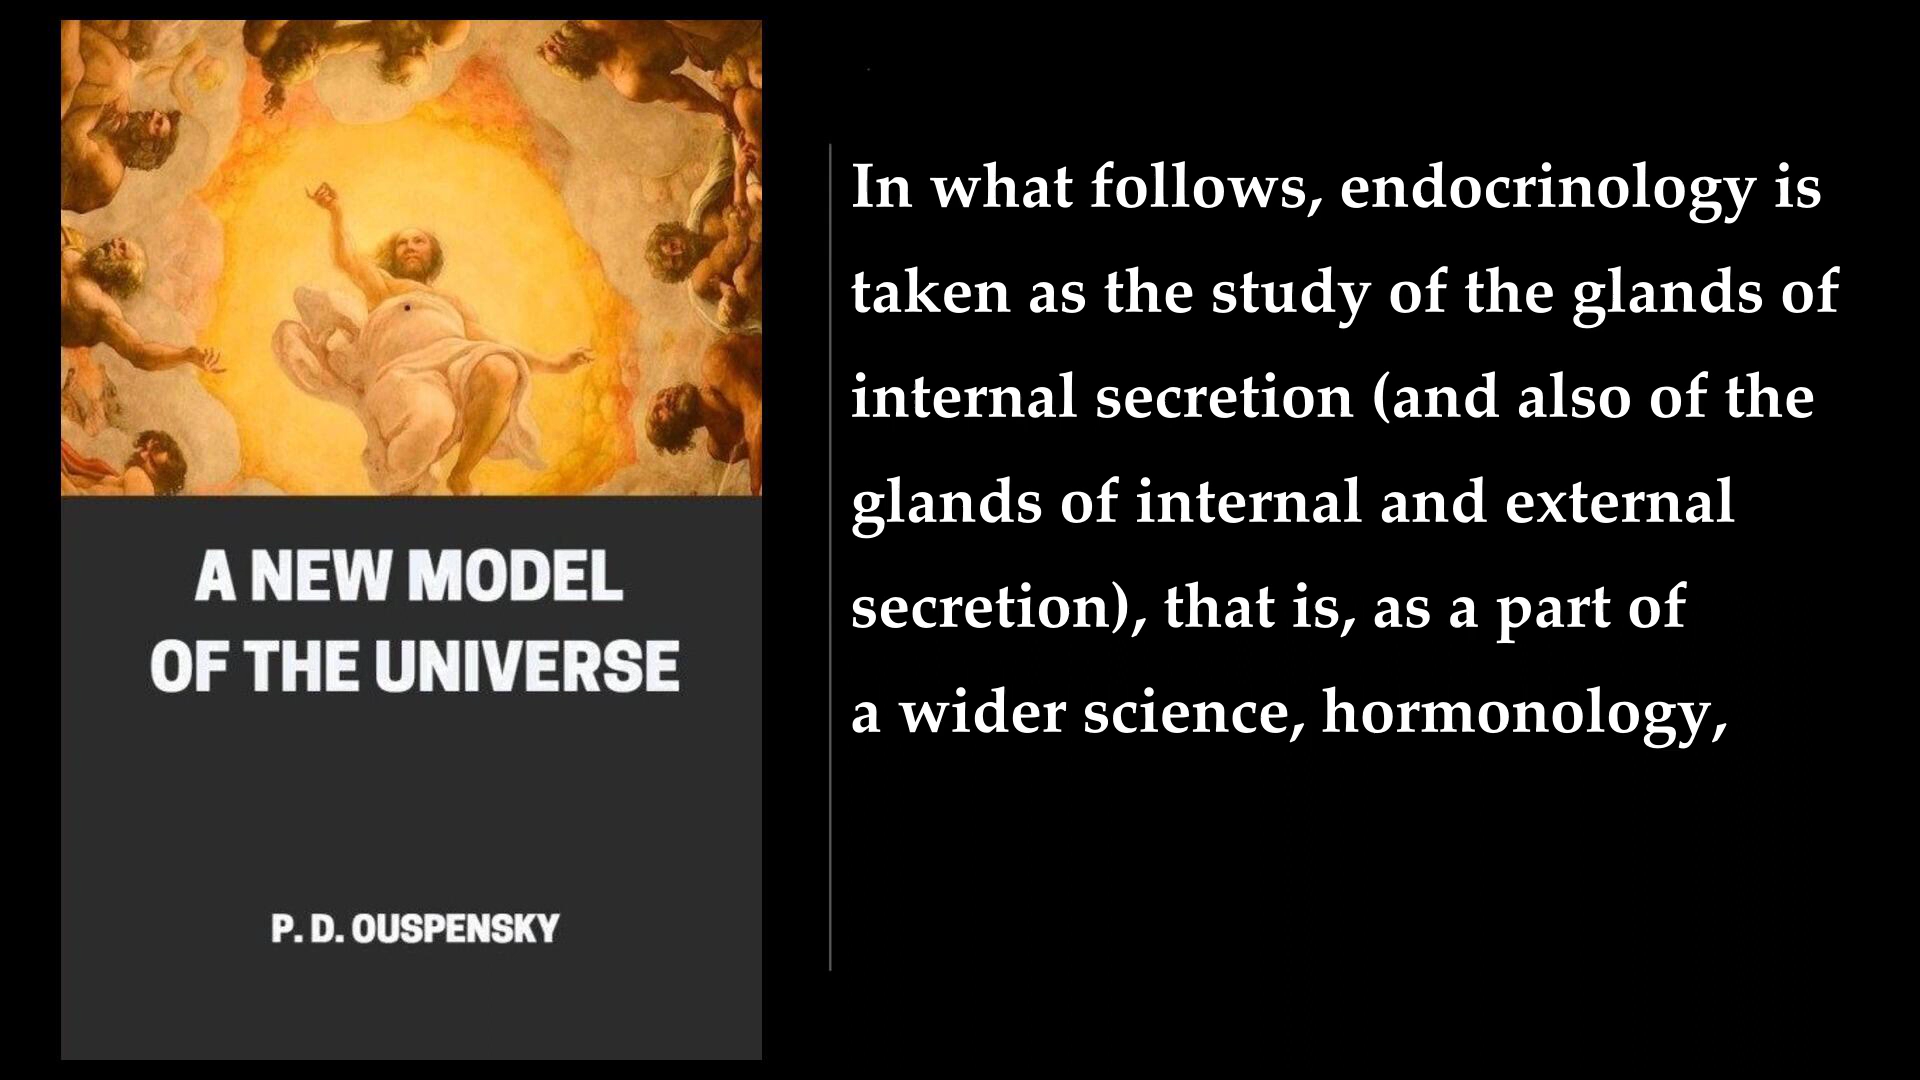 A NEW MODEL
OF THE UNIVERSE
P. D. OUSPENSKY
In what follows, endocrinology is
taken as the study of the glands of
internal secretion (and also of the
glands of internal and external
secretion), that is, as a part of
a wider science, hormonology,